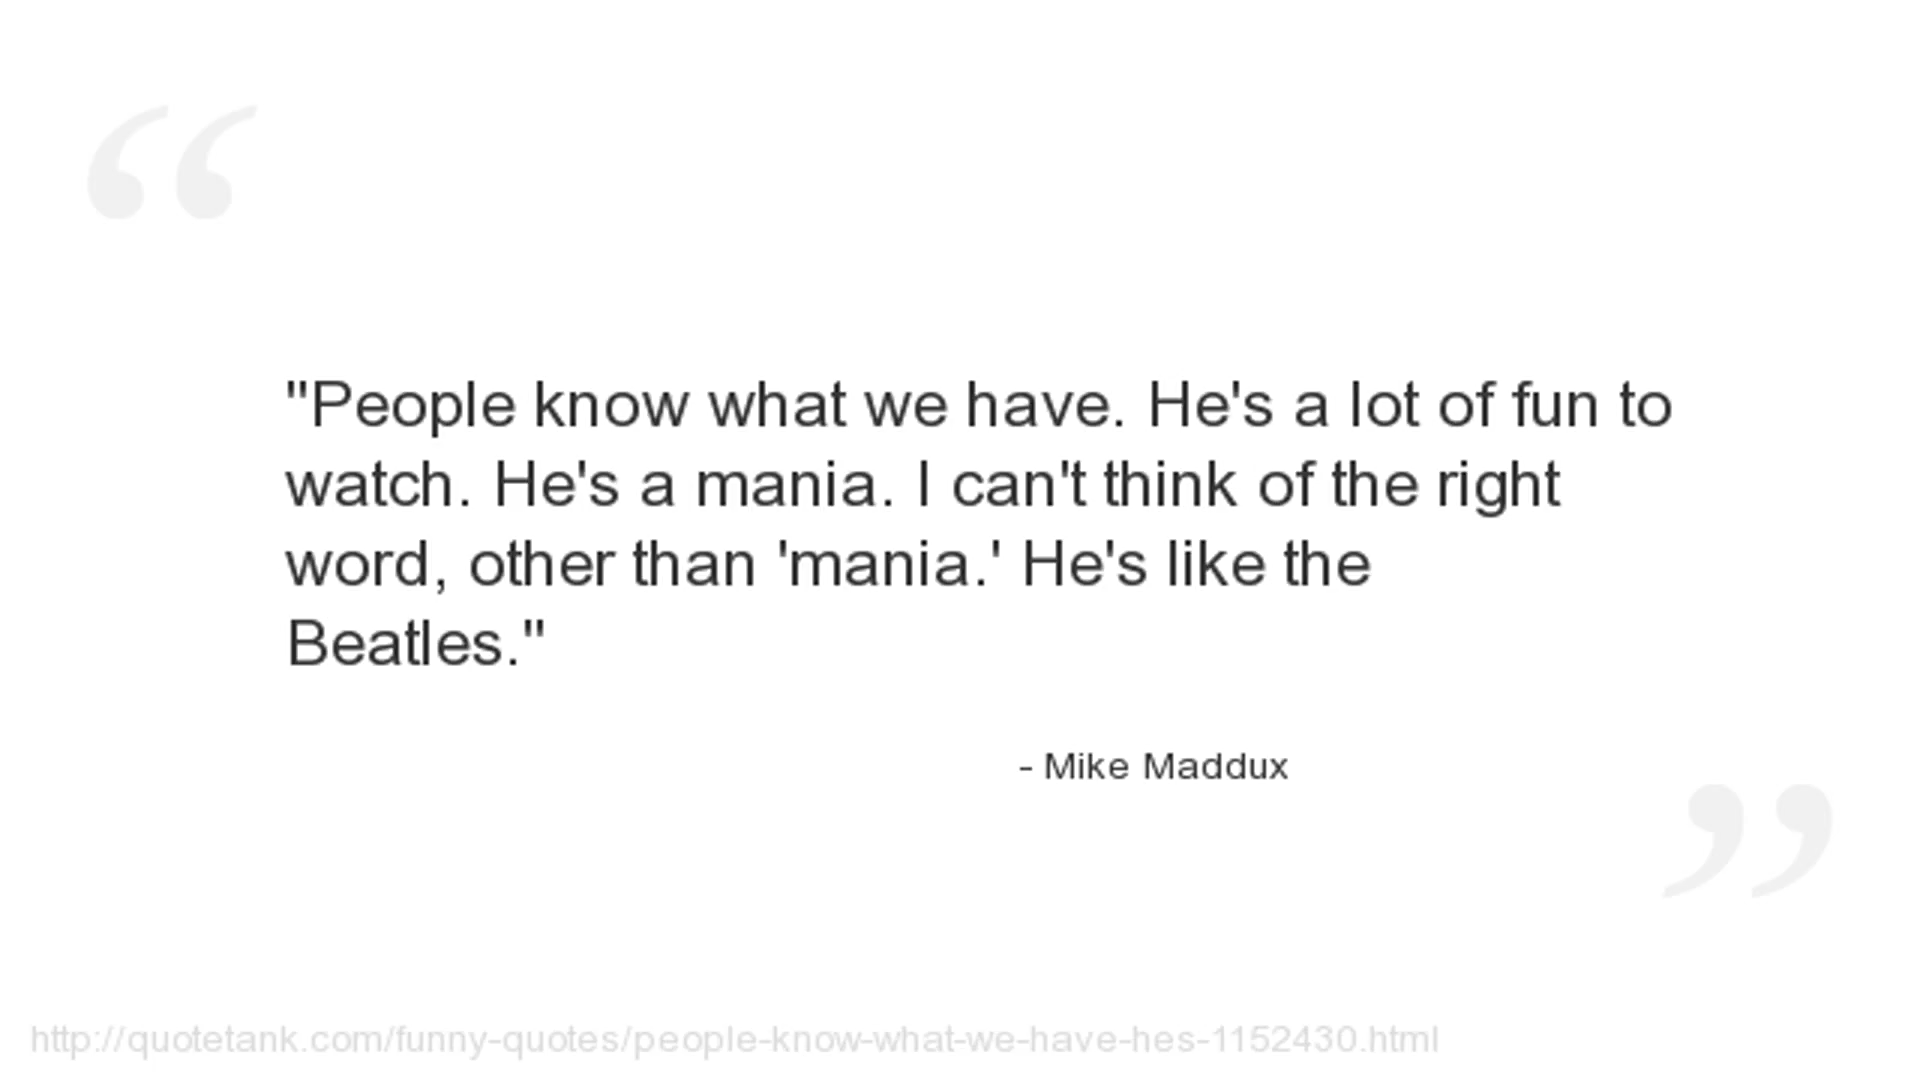 "People know what we have. He's a lot of fun to
watch. He's a mania. I can't think of the right
word, other than 'mania.' He's like the
Beatles."
- Mike Maddux
http://quotetank.com/funny-quotes/people-know-what-we-have-hes-1152430.html